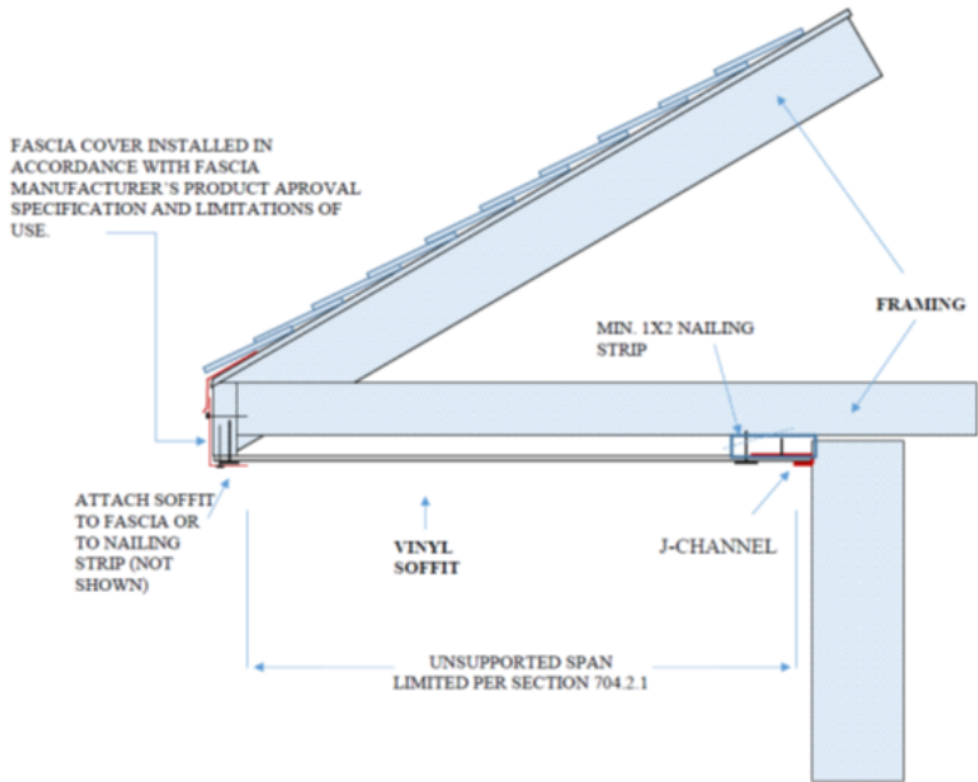 FASCIA COVER INSTALLED IN
ACCORDANCE WITH FASCIA
MANUFACTURER'S PRODUCT APROVAL
SPECIFICATION AND LIMITATIONS OF
USE.
FRAMING
MIN. 1X2 NAILING
STRIP
ATTACH SOFFIT
TO FASCIA OR
TO NAILING
STRIP (NOT
SHOWN)
VINYL
SOFFIT
J-CHANNEL
UNSUPPORTED SPAN
LIMITED PER SECTION 704.2.1